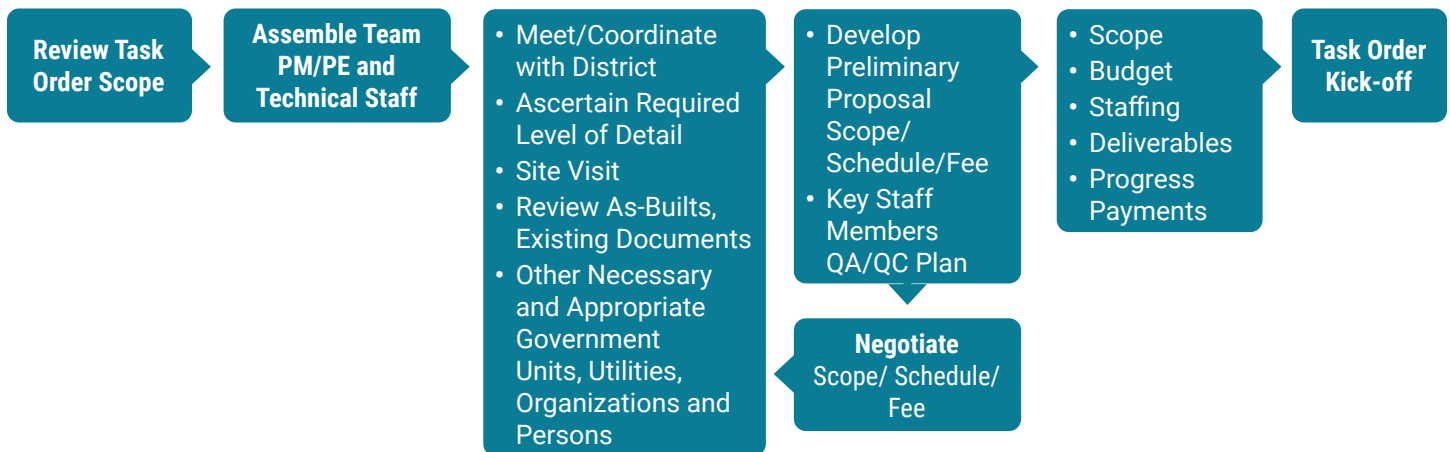 Review Task
Order Scope
Assemble Team
PM/PE and
Technical Staff
• Meet/Coordinate
with District
• Ascertain Required
Level of Detail
• Site Visit
• Review As-Builts,
Existing Documents
• Other Necessary
and Appropriate
Government
Units, Utilities,
Organizations and
Persons
• Develop
Preliminary
Proposal
Scope/
Schedule/Fee
• Key Staff
Members
QA/QC Plan
Negotiate
Scope/ Schedule/
Fee
• Scope
• Budget
• Staffing
• Deliverables
• Progress
Payments
Task Order
Kick-off